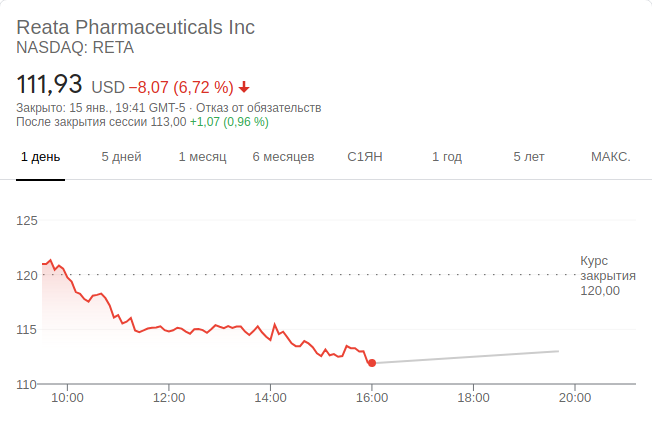 Reata Pharmaceuticals Inc
NASDAQ: RETA
111,93 USD −8,07 (6,72 %)
Закрыто: 15 янв., 19:41 GMT-5 · Отказ от обязательств
После закрытия сессии 113,00 +1,07 (0,96 %)
1 день 5 дней 1 месяц 6 месяцев С1ЯН 1 год 5 лет МАКС.
125
120
115
110
Курс
закрытия
120,00
10:00 12:00 14:00 16:00 18:00 20:00